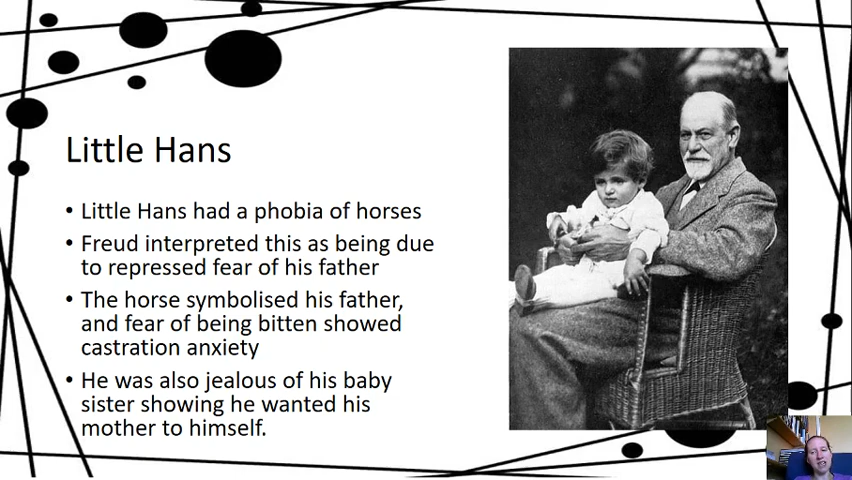 Little Hans
• Little Hans had a phobia of horses
• Freud interpreted this as being due
to repressed fear of his father
• The horse symbolised his father,
and fear of being bitten showed
castration anxiety
• He was also jealous of his baby
sister showing he wanted his
mother to himself.